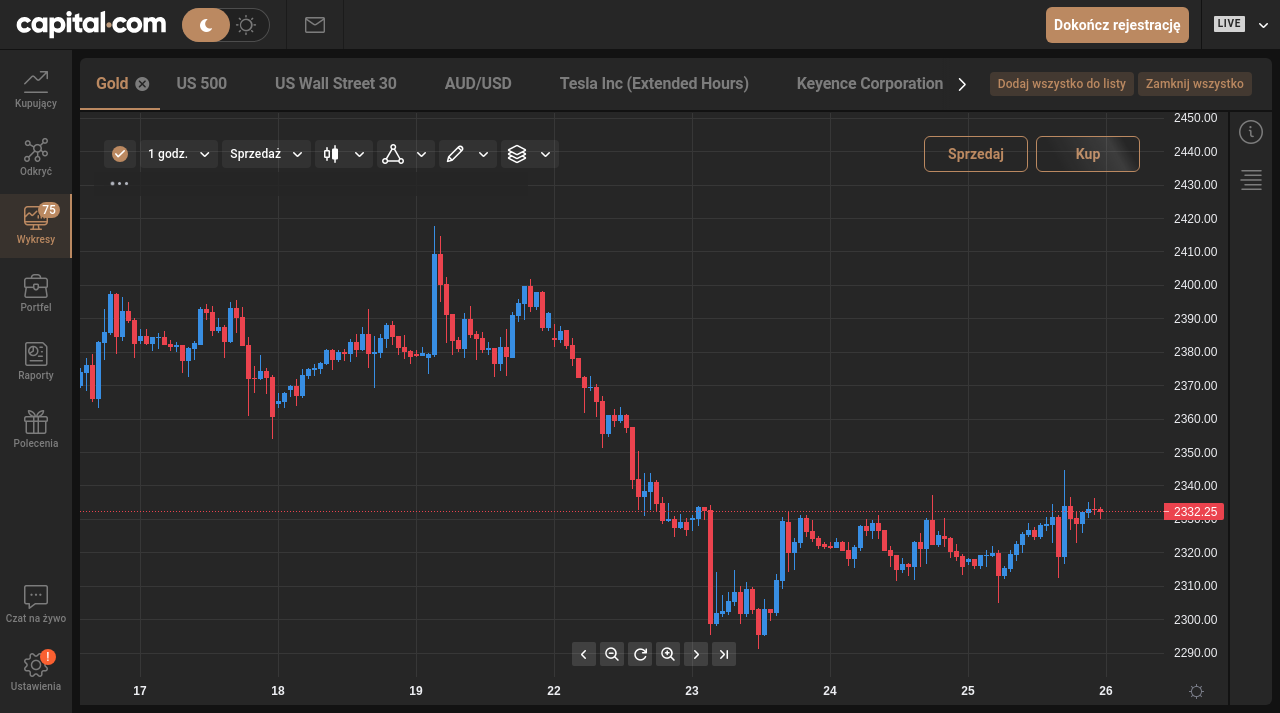 capital.com
Dokończ rejestrację
LIVE
Kupujący
Odkryć
75
Wykresy
Portfel
Raporty
Polecenia
Czat na żywo
!
Ustawienia
Gold US 500 US Wall Street 30 AUD/USD Tesla Inc (Extended Hours) Keyence Corporation Dodaj wszystko do listy Zamknij wszystko
1 godz. Sprzedaż
Sprzedaj Kup
2450.00
2440.00
2430.00
2420.00
2410.00
2400.00
2390.00
2380.00
2370.00
2360.00
2350.00
2340.00
2332.25
2330.00
2320.00
2310.00
2300.00
2290.00
17 18 19 22 23 24 25 26